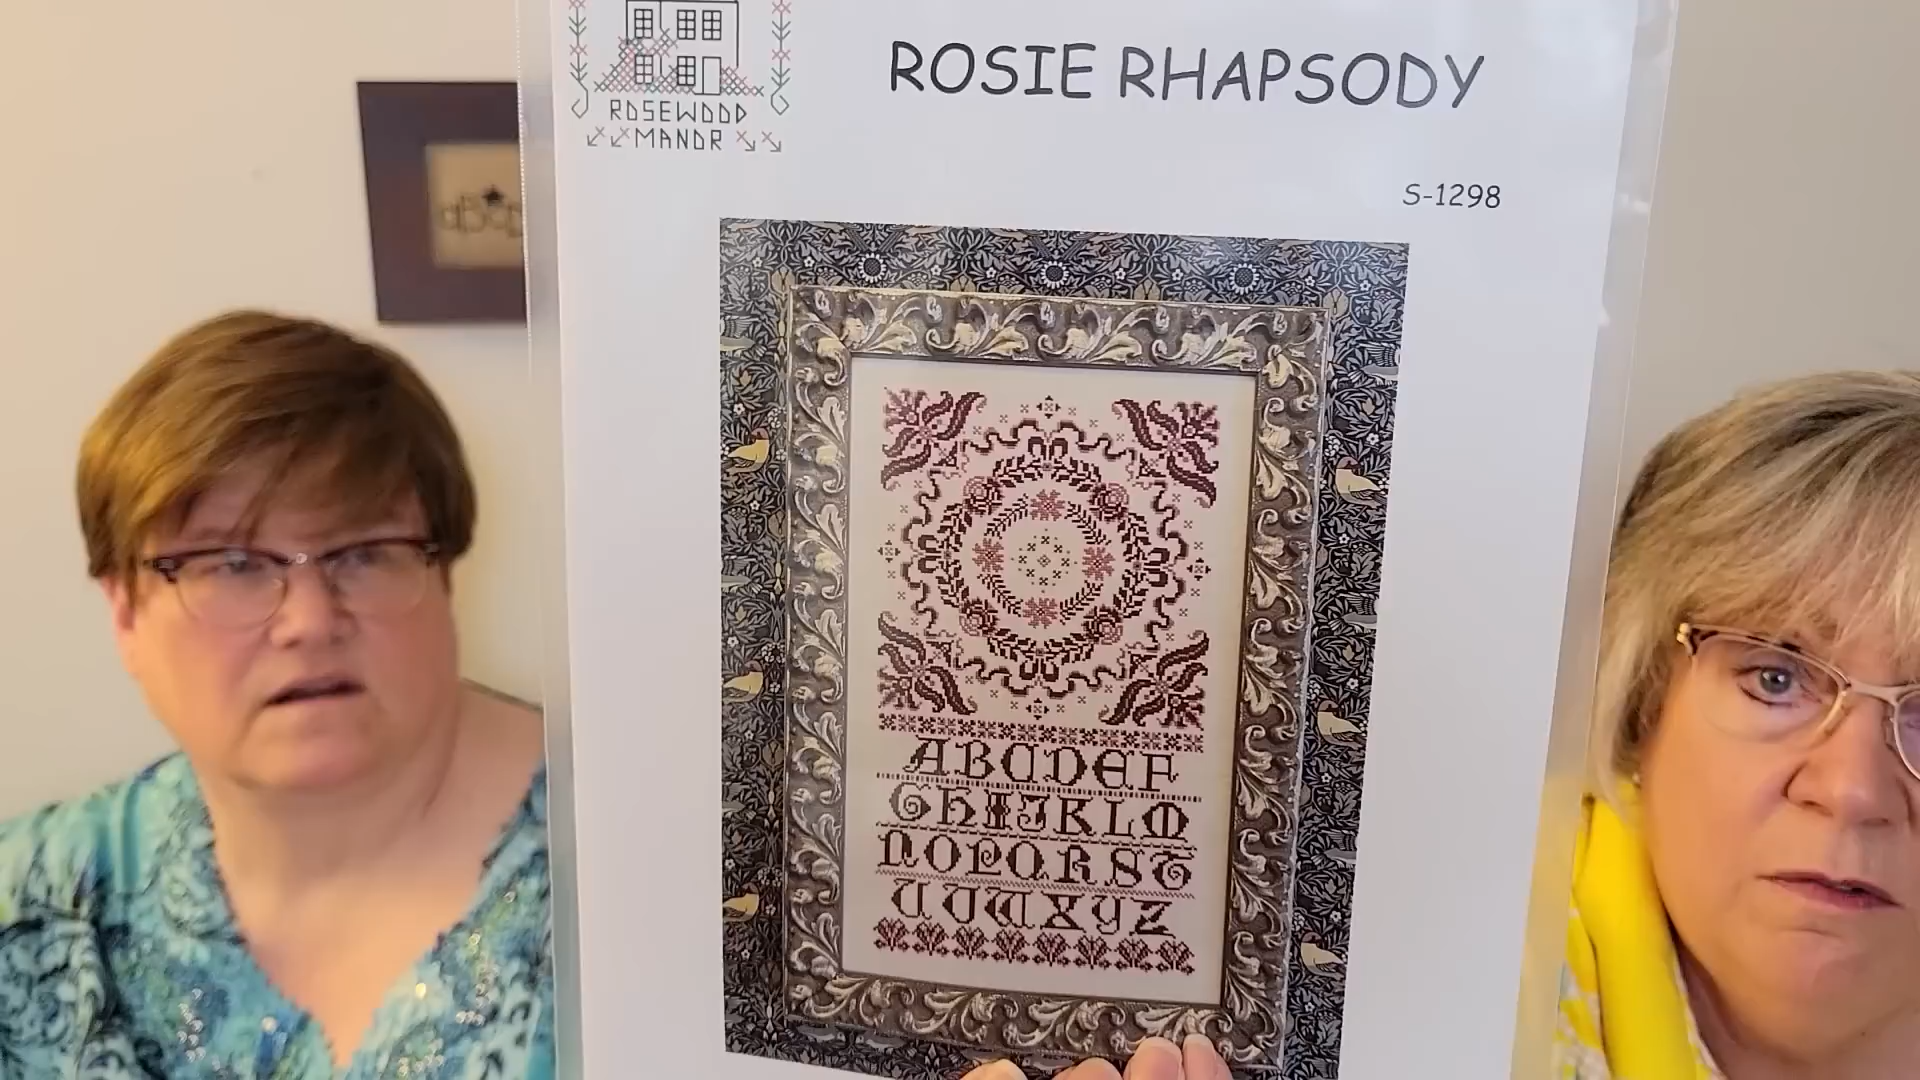 ROSIE RHAPSODY
ROSEWOOD
MANOR
S-1298
ABCDEF
GHIJKLM
NOPQRST
UVWXYZ